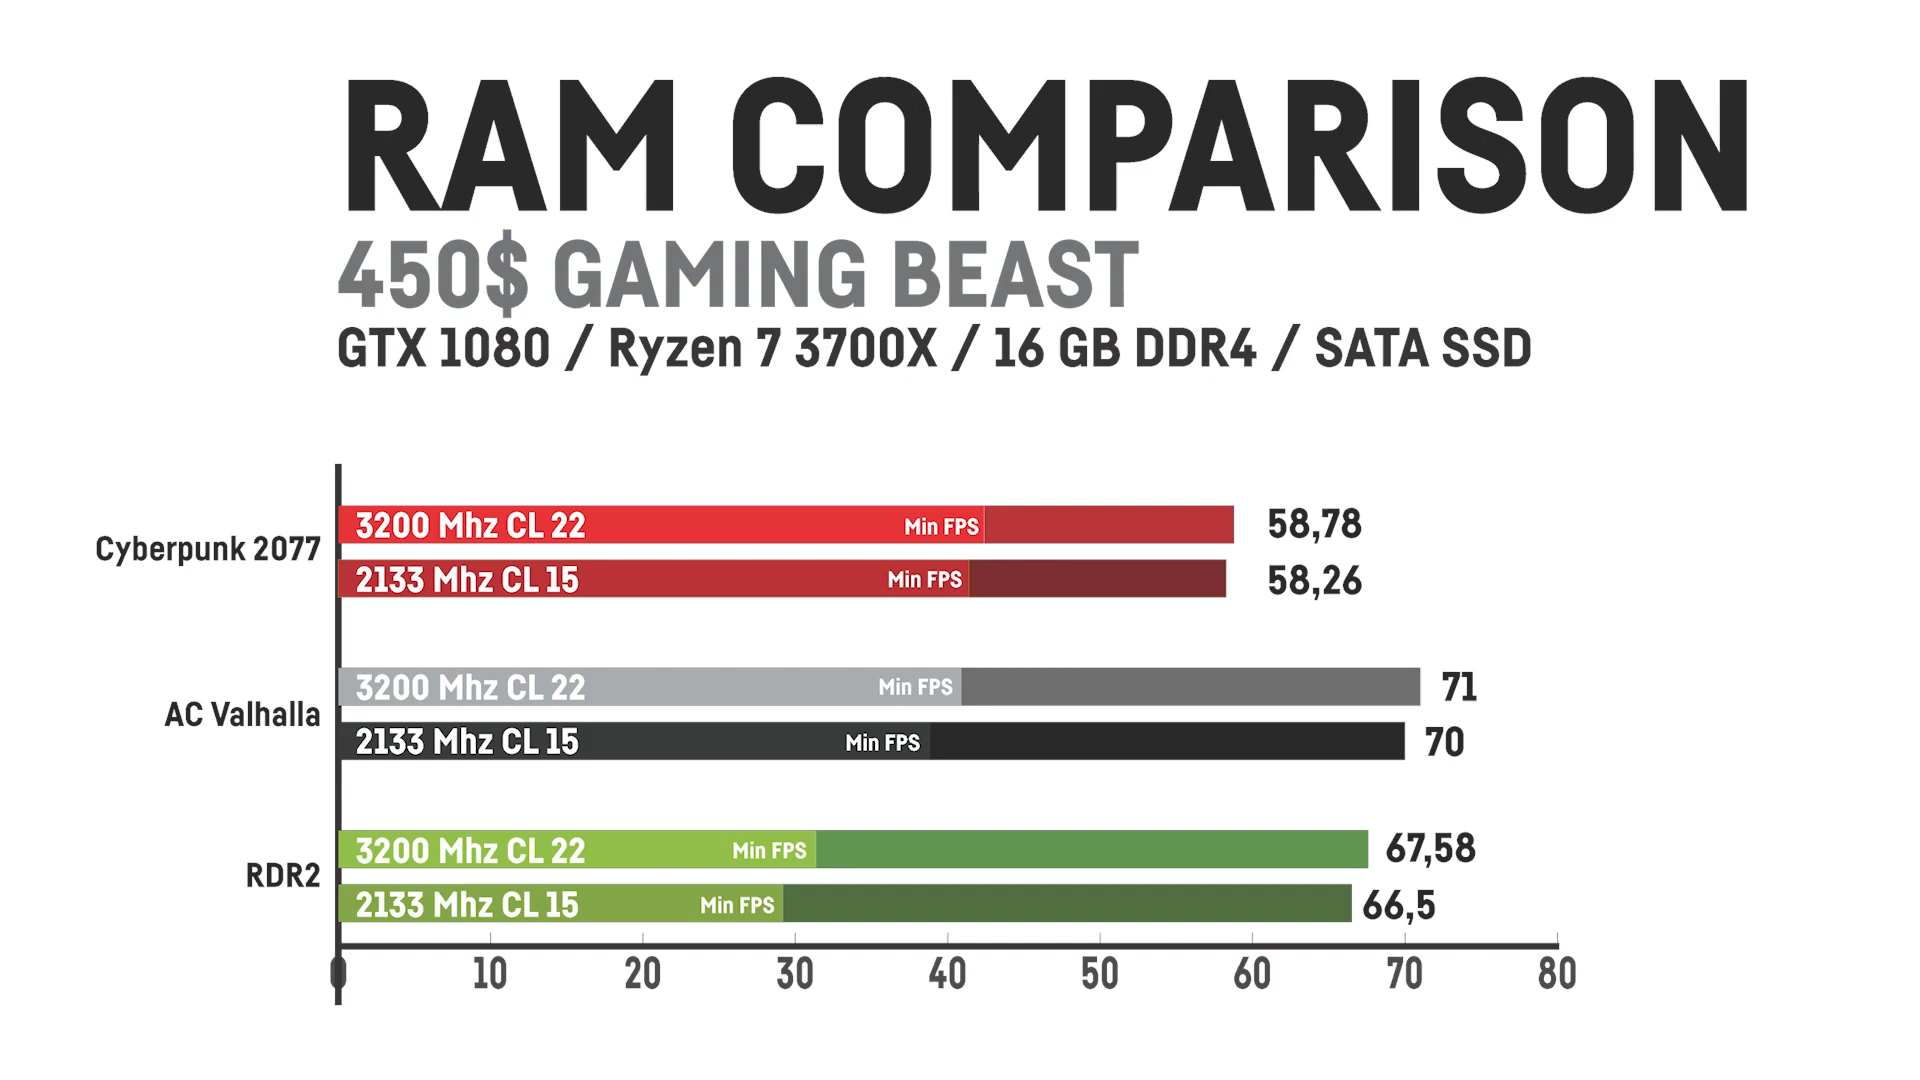 RAM COMPARISON
450$ GAMING BEAST
GTX 1080 / Ryzen 7 3700X / 16 GB DDR4 / SATA SSD
Cyberpunk 2077
3200 Mhz CL 22 Min FPS 58,78
2133 Mhz CL 15 Min FPS 58,26
AC Valhalla
3200 Mhz CL 22 Min FPS 71
2133 Mhz CL 15 Min FPS 70
RDR2
3200 Mhz CL 22 Min FPS 67,58
2133 Mhz CL 15 Min FPS 66,5
0 10 20 30 40 50 60 70 80